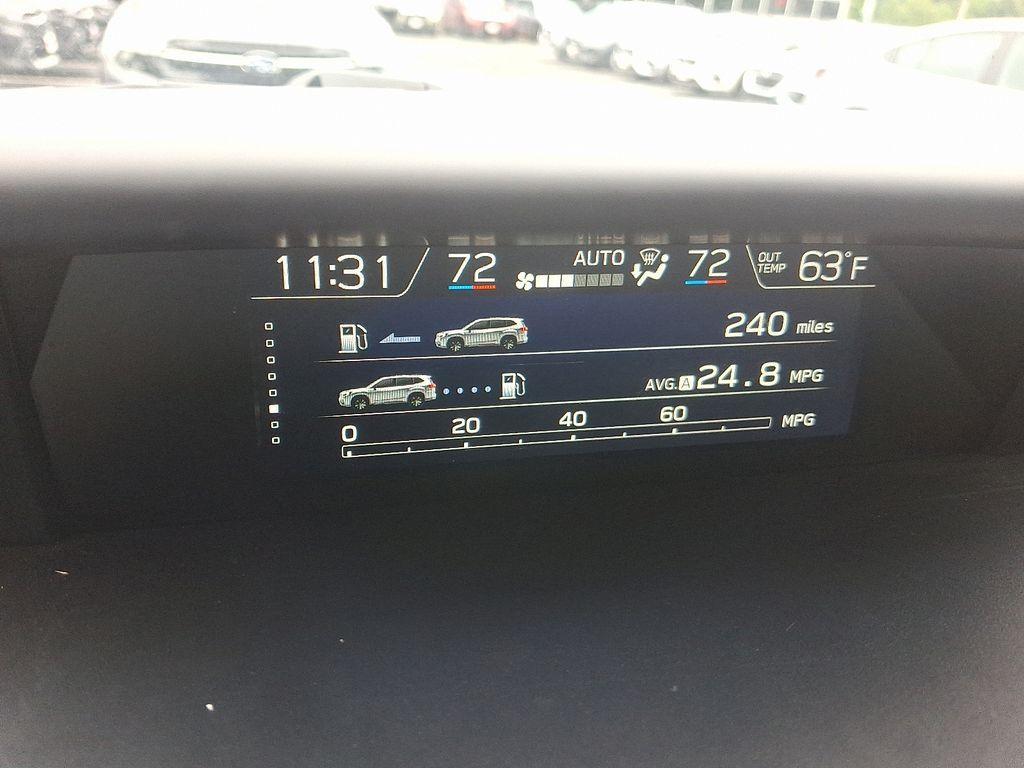 11:31 72 AUTO 72 OUT TEMP 63°F
240 miles
AVG. A 24.8 MPG
0 20 40 60 MPG